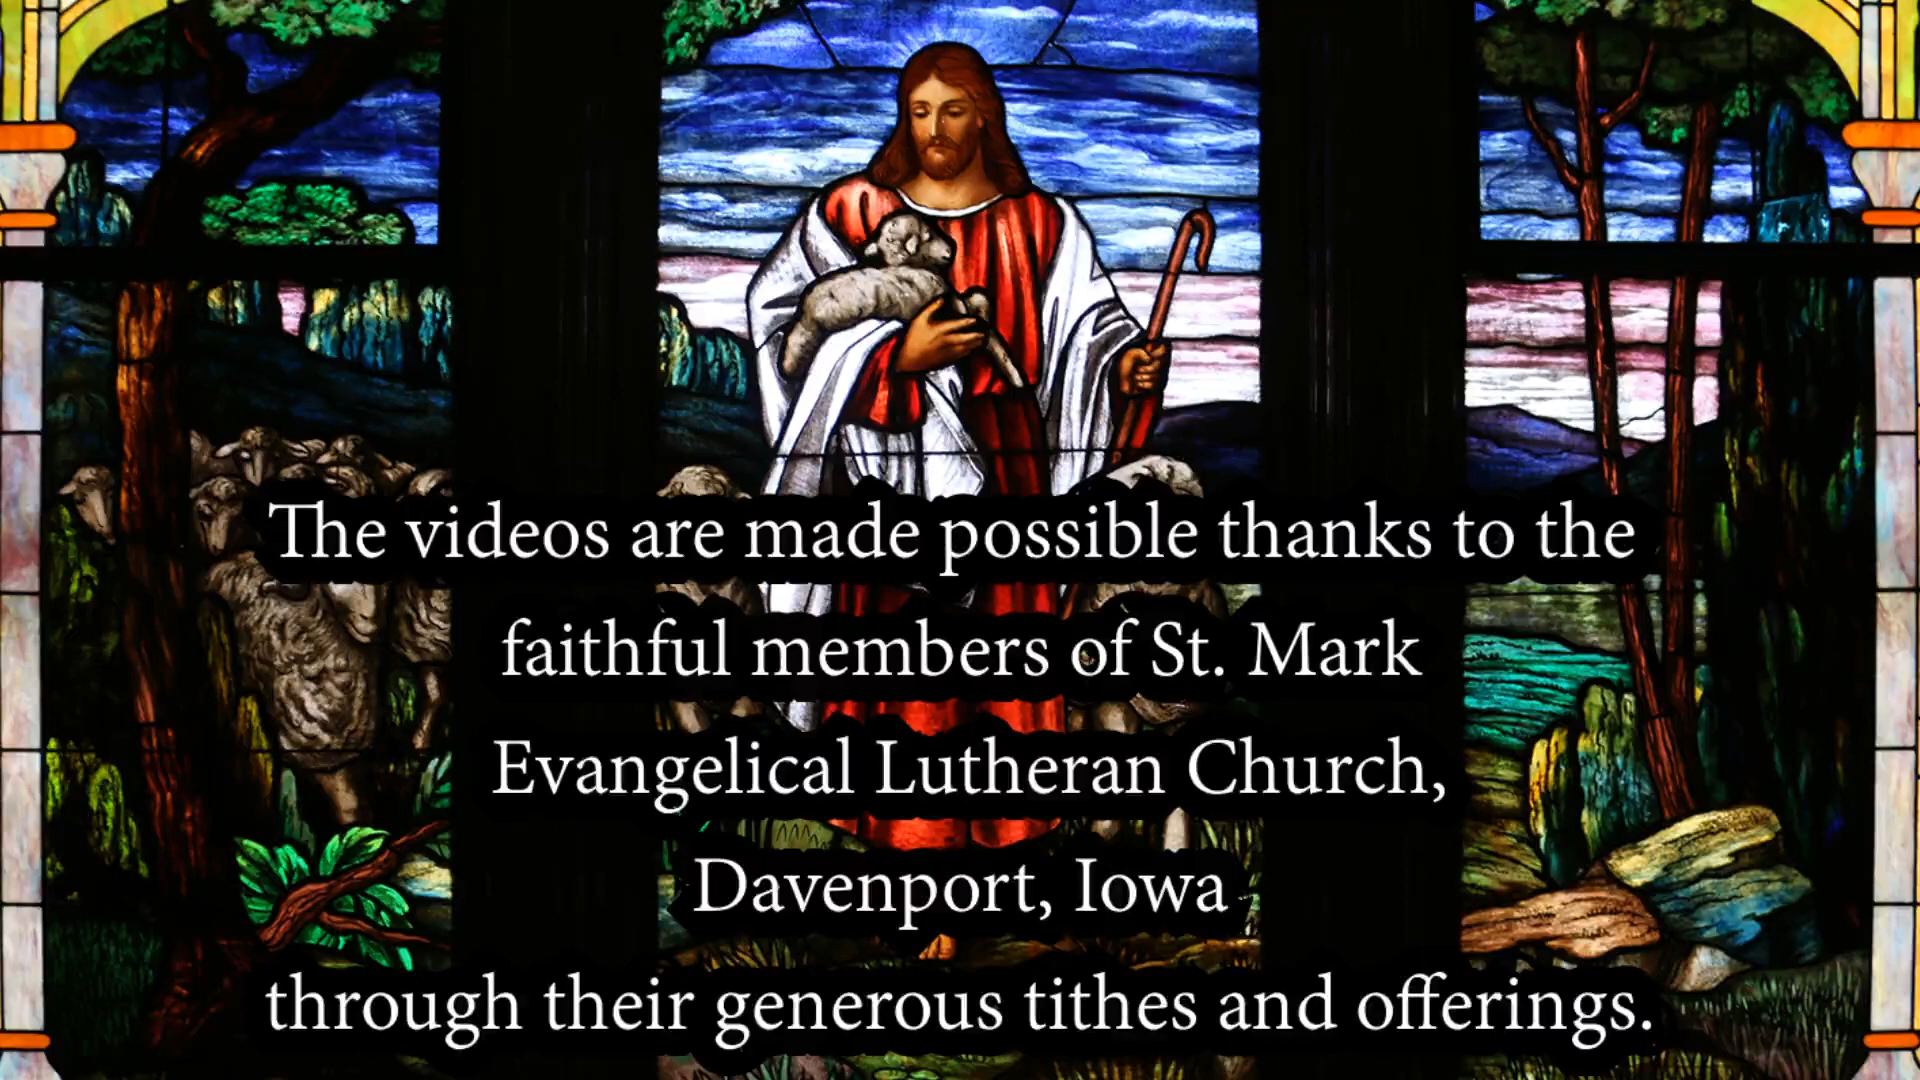 The videos are made possible thanks to the
faithful members of St. Mark
Evangelical Lutheran Church,
Davenport, Iowa
through their generous tithes and offerings.